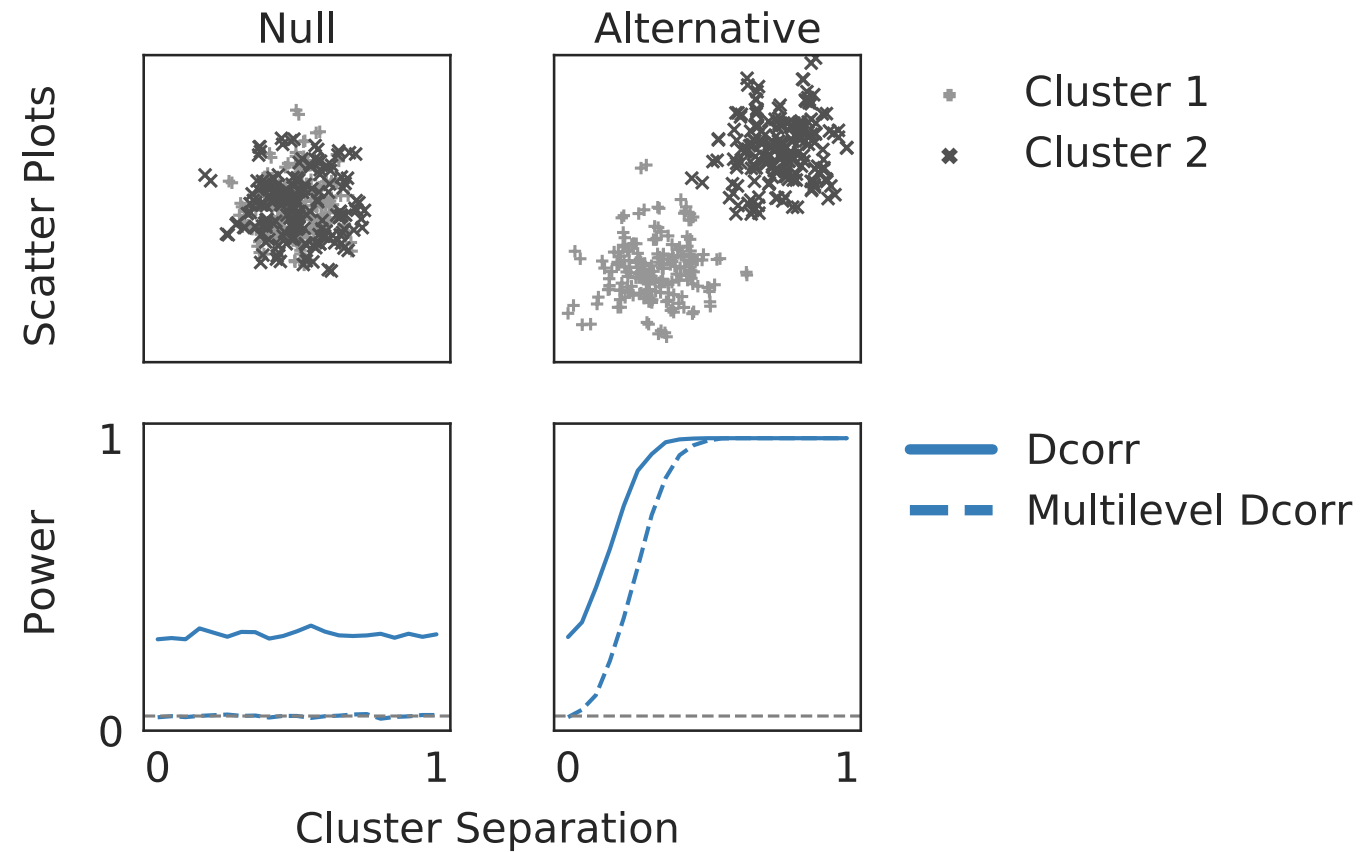 Null
Alternative
Scatter Plots
Cluster 1
Cluster 2
Power
1
0
Dcorr
Multilevel Dcorr
0
1
0
1
Cluster Separation